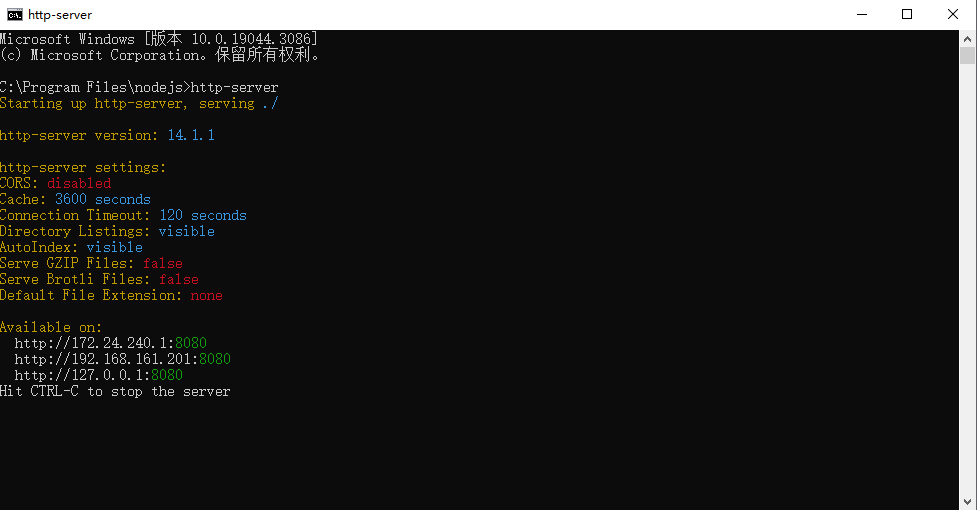 http-server
Microsoft Windows [版本 10.0.19044.3086]
(c) Microsoft Corporation。保留所有权利。
C:\Program Files\nodejs>http-server
Starting up http-server, serving ./
http-server version: 14.1.1
http-server settings:
CORS: disabled
Cache: 3600 seconds
Connection Timeout: 120 seconds
Directory Listings: visible
AutoIndex: visible
Serve GZIP Files: false
Serve Brotli Files: false
Default File Extension: none
Available on:
http://172.24.240.1:8080
http://192.168.161.201:8080
http://127.0.0.1:8080
Hit CTRL-C to stop the server